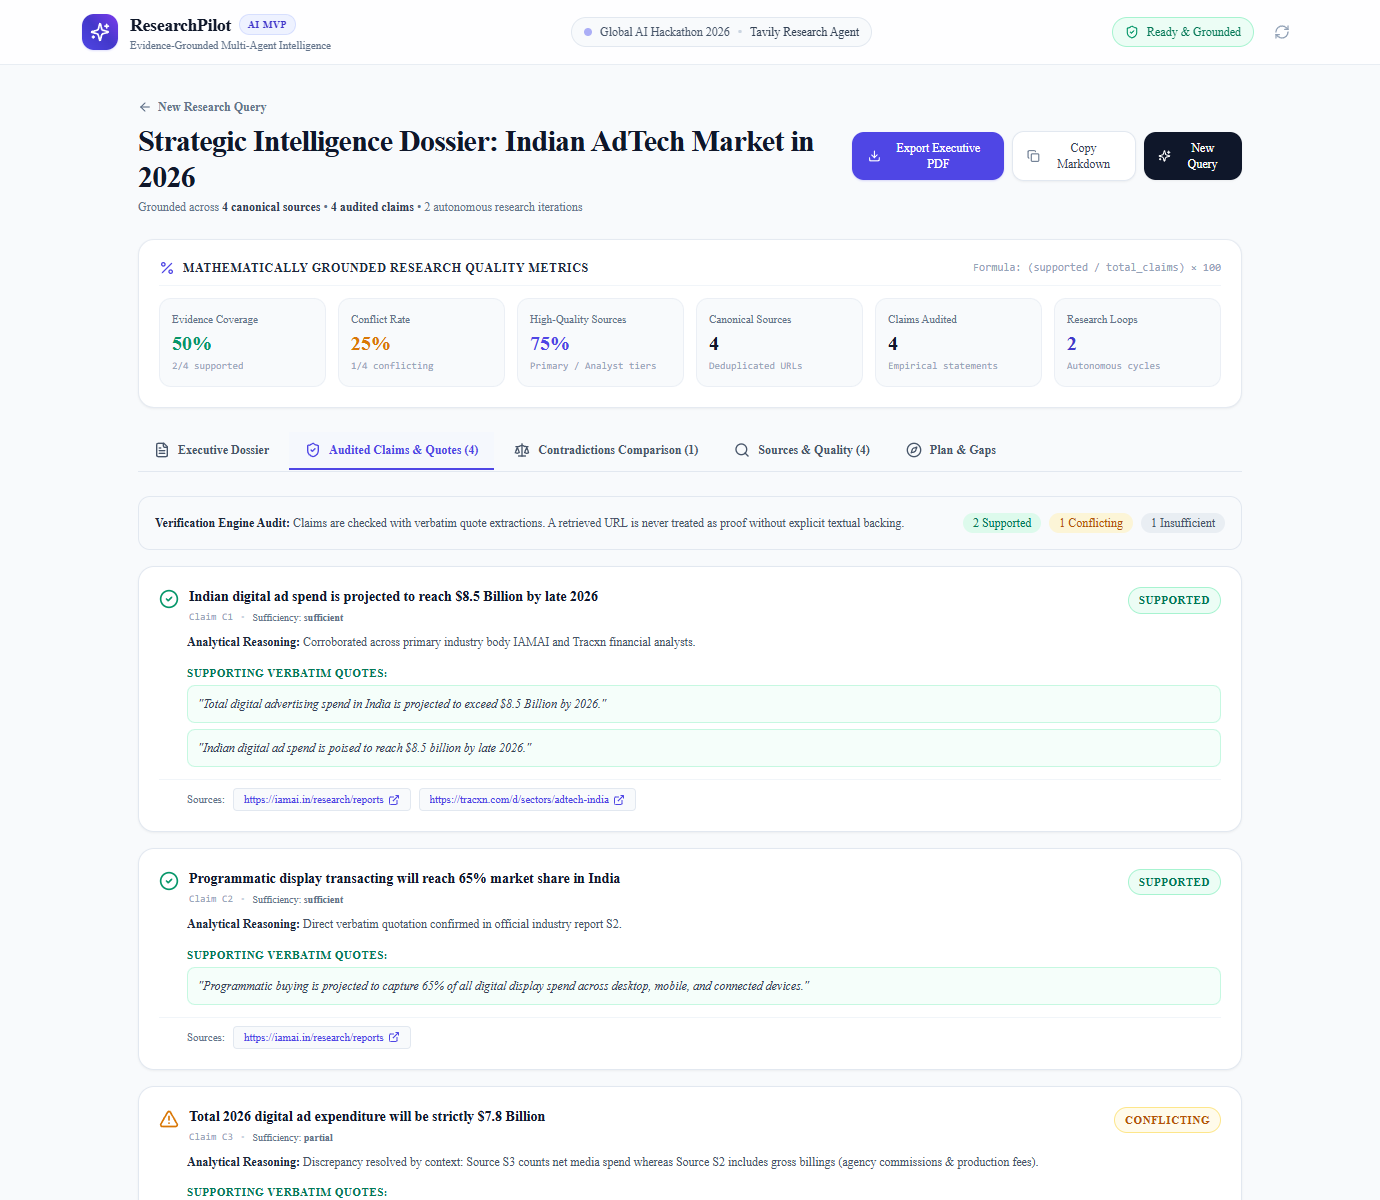 ResearchPilot AI MVP
Evidence-Grounded Multi-Agent Intelligence
Global AI Hackathon 2026 • Tavily Research Agent
Ready & Grounded
New Research Query
Strategic Intelligence Dossier: Indian AdTech Market in
2026
Grounded across 4 canonical sources • 4 audited claims • 2 autonomous research iterations
Export Executive
PDF
Copy
Markdown
New
Query
MATHEMATICALLY GROUNDED RESEARCH QUALITY METRICS
Formula: (supported / total_claims) × 100
Evidence Coverage
50%
2/4 supported
Conflict Rate
25%
1/4 conflicting
High-Quality Sources
75%
Primary / Analyst tiers
Canonical Sources
4
Deduplicated URLs
Claims Audited
4
Empirical statements
Research Loops
2
Autonomous cycles
Executive Dossier
Audited Claims & Quotes (4)
Contradictions Comparison (1)
Sources & Quality (4)
Plan & Gaps
Verification Engine Audit: Claims are checked with verbatim quote extractions. A retrieved URL is never treated as proof without explicit textual backing.
2 Supported
1 Conflicting
1 Insufficient
Indian digital ad spend is projected to reach $8.5 Billion by late 2026
SUPPORTED
Claim C1 · Sufficiency: sufficient
Analytical Reasoning: Corroborated across primary industry body IAMAI and Tracxn financial analysts.
SUPPORTING VERBATIM QUOTES:
"Total digital advertising spend in India is projected to exceed $8.5 Billion by 2026."
"Indian digital ad spend is poised to reach $8.5 billion by late 2026."
Sources: https://iamai.in/research/reports https://tracxn.com/d/sectors/adtech-india
Programmatic display transacting will reach 65% market share in India
SUPPORTED
Claim C2 · Sufficiency: sufficient
Analytical Reasoning: Direct verbatim quotation confirmed in official industry report S2.
SUPPORTING VERBATIM QUOTES:
"Programmatic buying is projected to capture 65% of all digital display spend across desktop, mobile, and connected devices."
Sources: https://iamai.in/research/reports
Total 2026 digital ad expenditure will be strictly $7.8 Billion
CONFLICTING
Claim C3 · Sufficiency: partial
Analytical Reasoning: Discrepancy resolved by context: Source S3 counts net media spend whereas Source S2 includes gross billings (agency commissions & production fees).
SUPPORTING VERBATIM QUOTES: